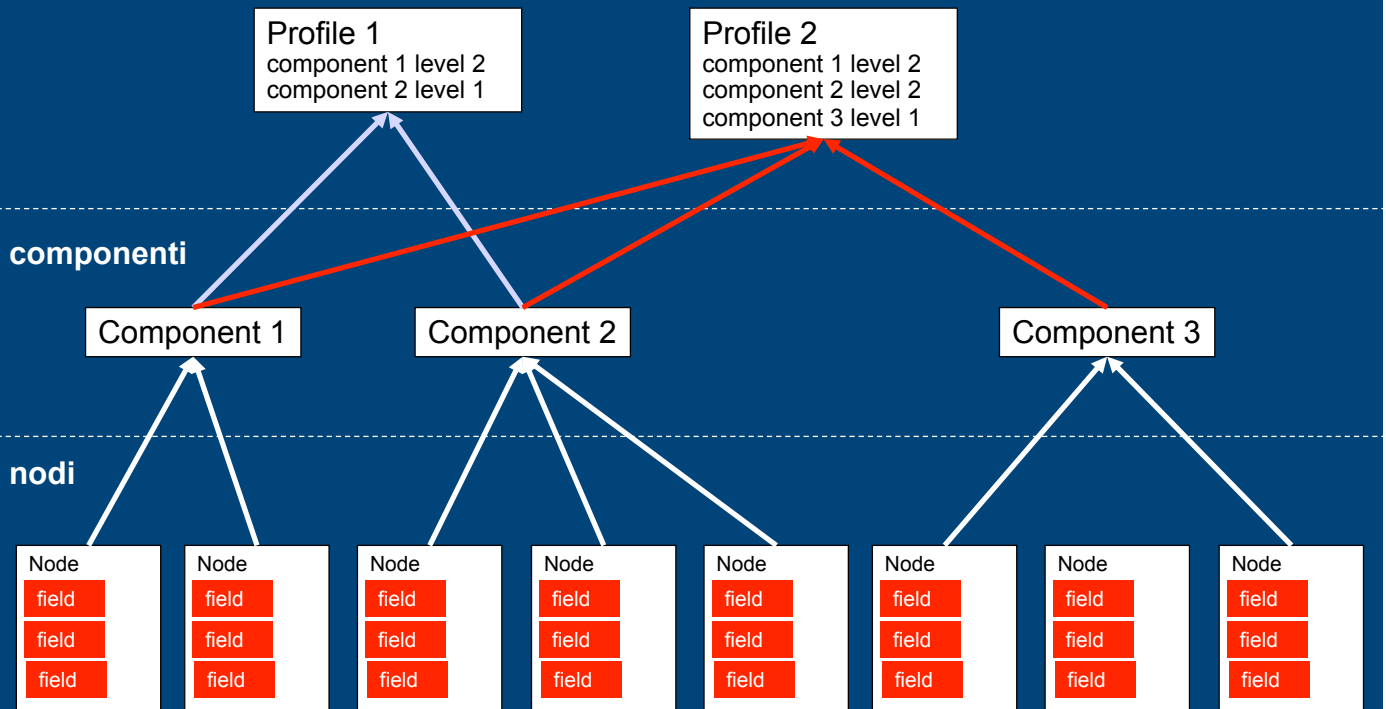 Profile 1
component 1 level 2
component 2 level 1
Profile 2
component 1 level 2
component 2 level 2
component 3 level 1
componenti
Component 1
Component 2
Component 3
nodi
Node
field
field
field
Node
field
field
field
Node
field
field
field
Node
field
field
field
Node
field
field
field
Node
field
field
field
Node
field
field
field
Node
field
field
field